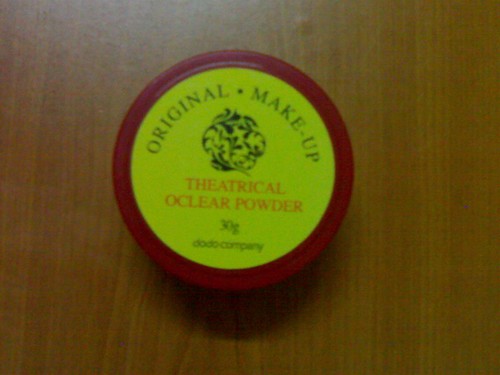 ORIGINAL • MAKE-UP
THEATRICAL
OCLEAR POWDER
30g
dodo company